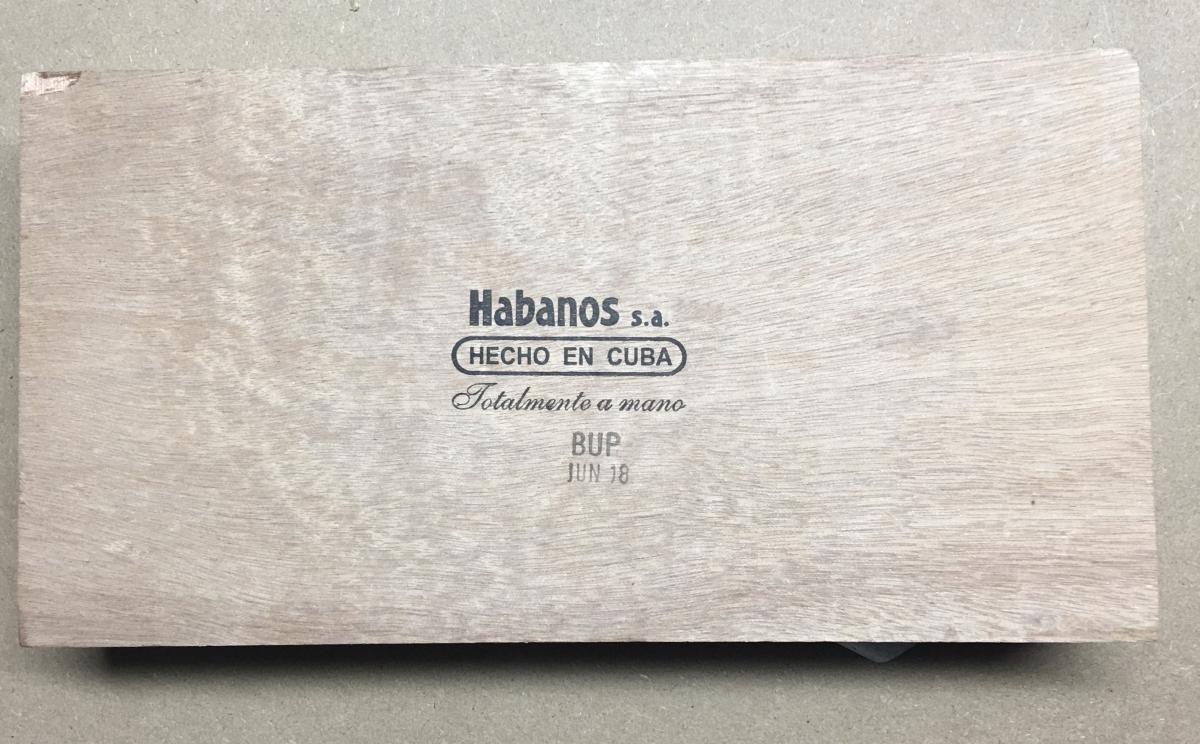 Habanos s.a.
HECHO EN CUBA
Totalmente a mano
BUP
JUN 18